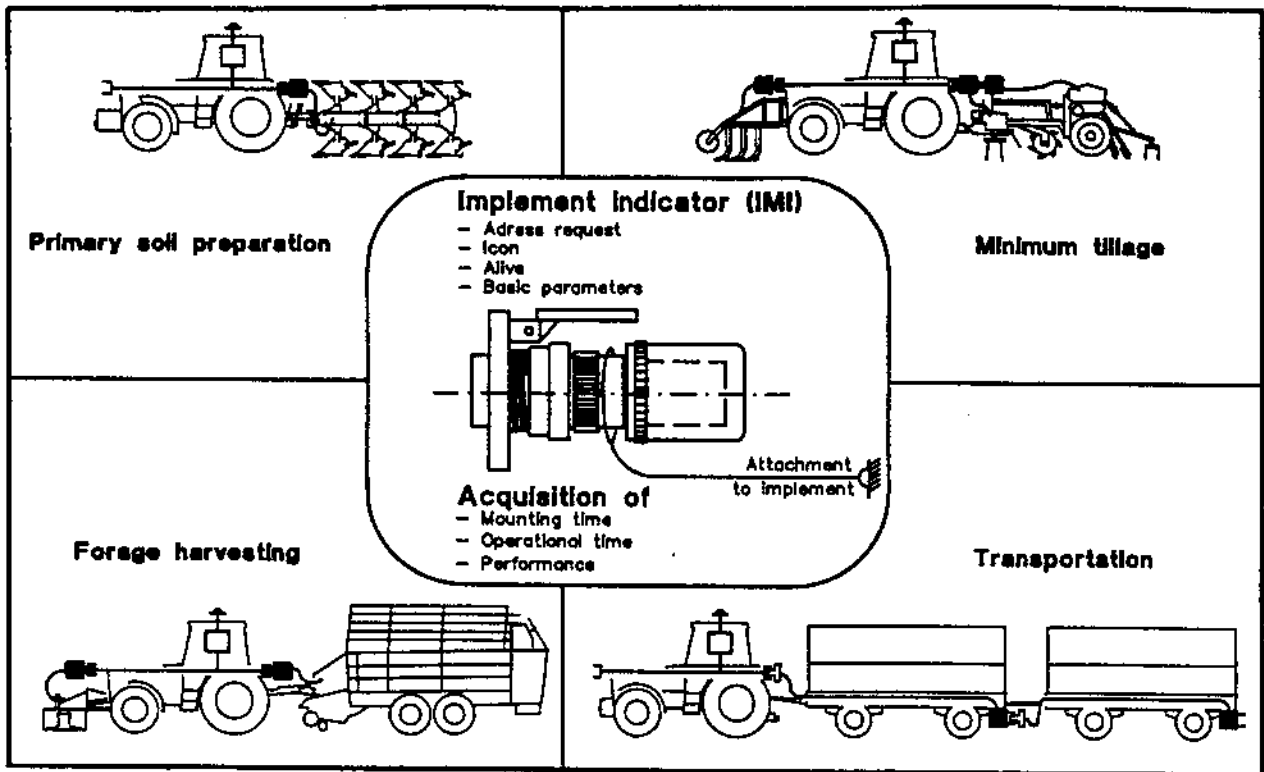 Primary soil preparation
Minimum tillage
Implement indicator (IMI)
– Adress request
– Icon
– Alive
– Basic parameters
Attachment
to implement
Acquisition of
– Mounting time
– Operational time
– Performance
Forage harvesting
Transportation